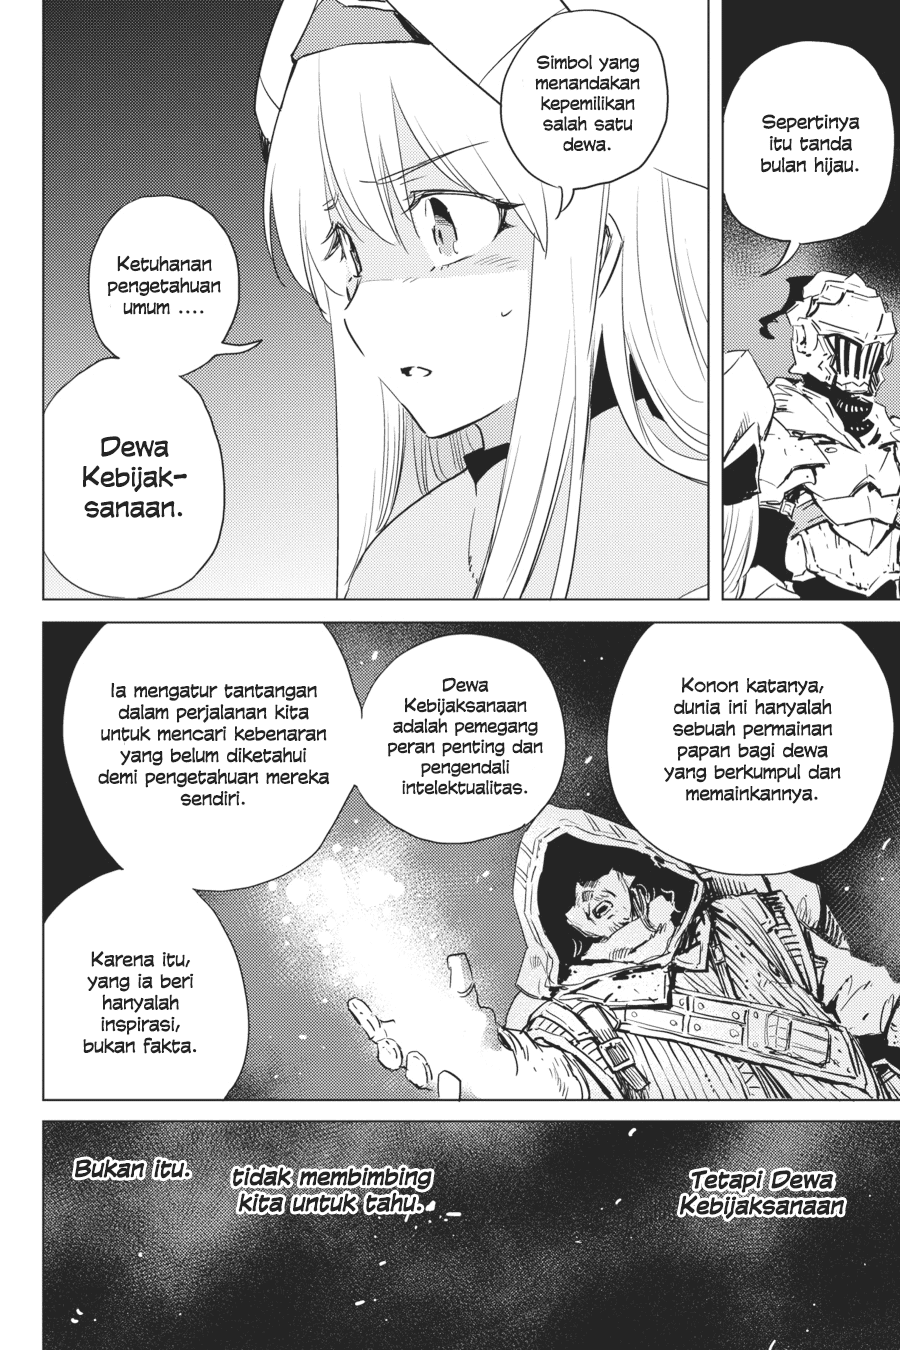 Sepertinya
itu tanda
bulan hijau.
Simbol yang
menandakan
kepemilikan
salah satu
dewa.
Ketuhanan
pengetahuan
umum ....
Dewa
Kebijak-
sanaan.
Konon katanya,
dunia ini hanyalah
sebuah permainan
papan bagi dewa
yang berkumpul dan
memainkannya.
Dewa
Kebijaksanaan
adalah pemegang
peran penting dan
pengendali
intelektualitas.
Ia mengatur tantangan
dalam perjalanan kita
untuk mencari kebenaran
yang belum diketahui
demi pengetahuan mereka
sendiri.
Karena itu,
yang ia beri
hanyalah
inspirasi,
bukan fakta.
Tetapi Dewa
Kebijaksanaan
tidak membimbing
kita untuk tahu.
Bukan itu.